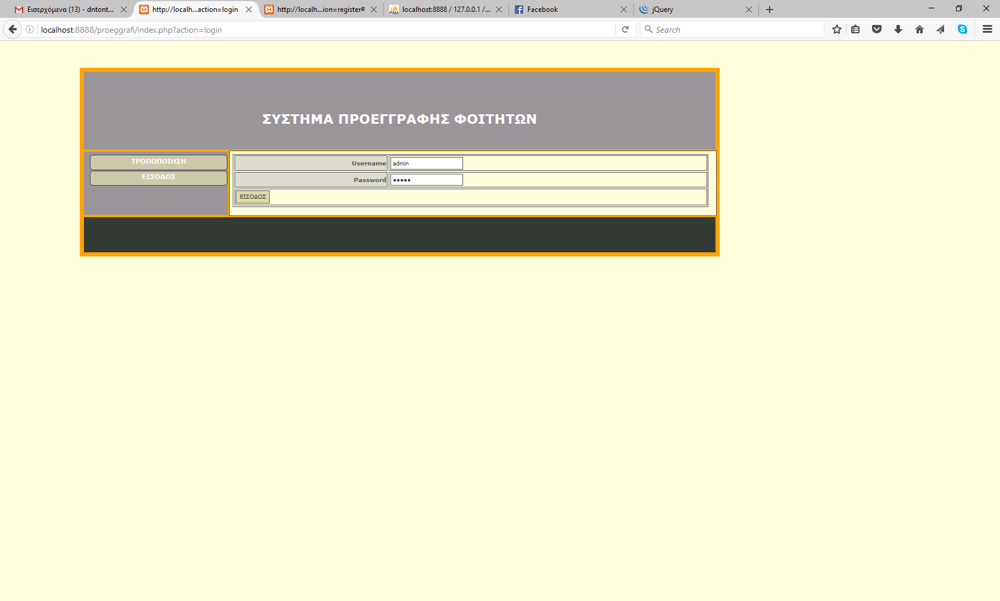 Εισερχόμενα (13) - dntont...
http://localh...action=login
http://localh...ion=register#
localhost:8888 / 127.0.0.1 /...
Facebook
jQuery
localhost:8888/proeggrafi/index.php?action=login
Search
ΣΥΣΤΗΜΑ ΠΡΟΕΓΓΡΑΦΗΣ ΦΟΙΤΗΤΩΝ
ΤΡΟΠΟΠΟΙΗΣΗ
ΕΙΣΟΔΟΣ
Username admin
Password •••••
ΕΙΣΟΔΟΣ